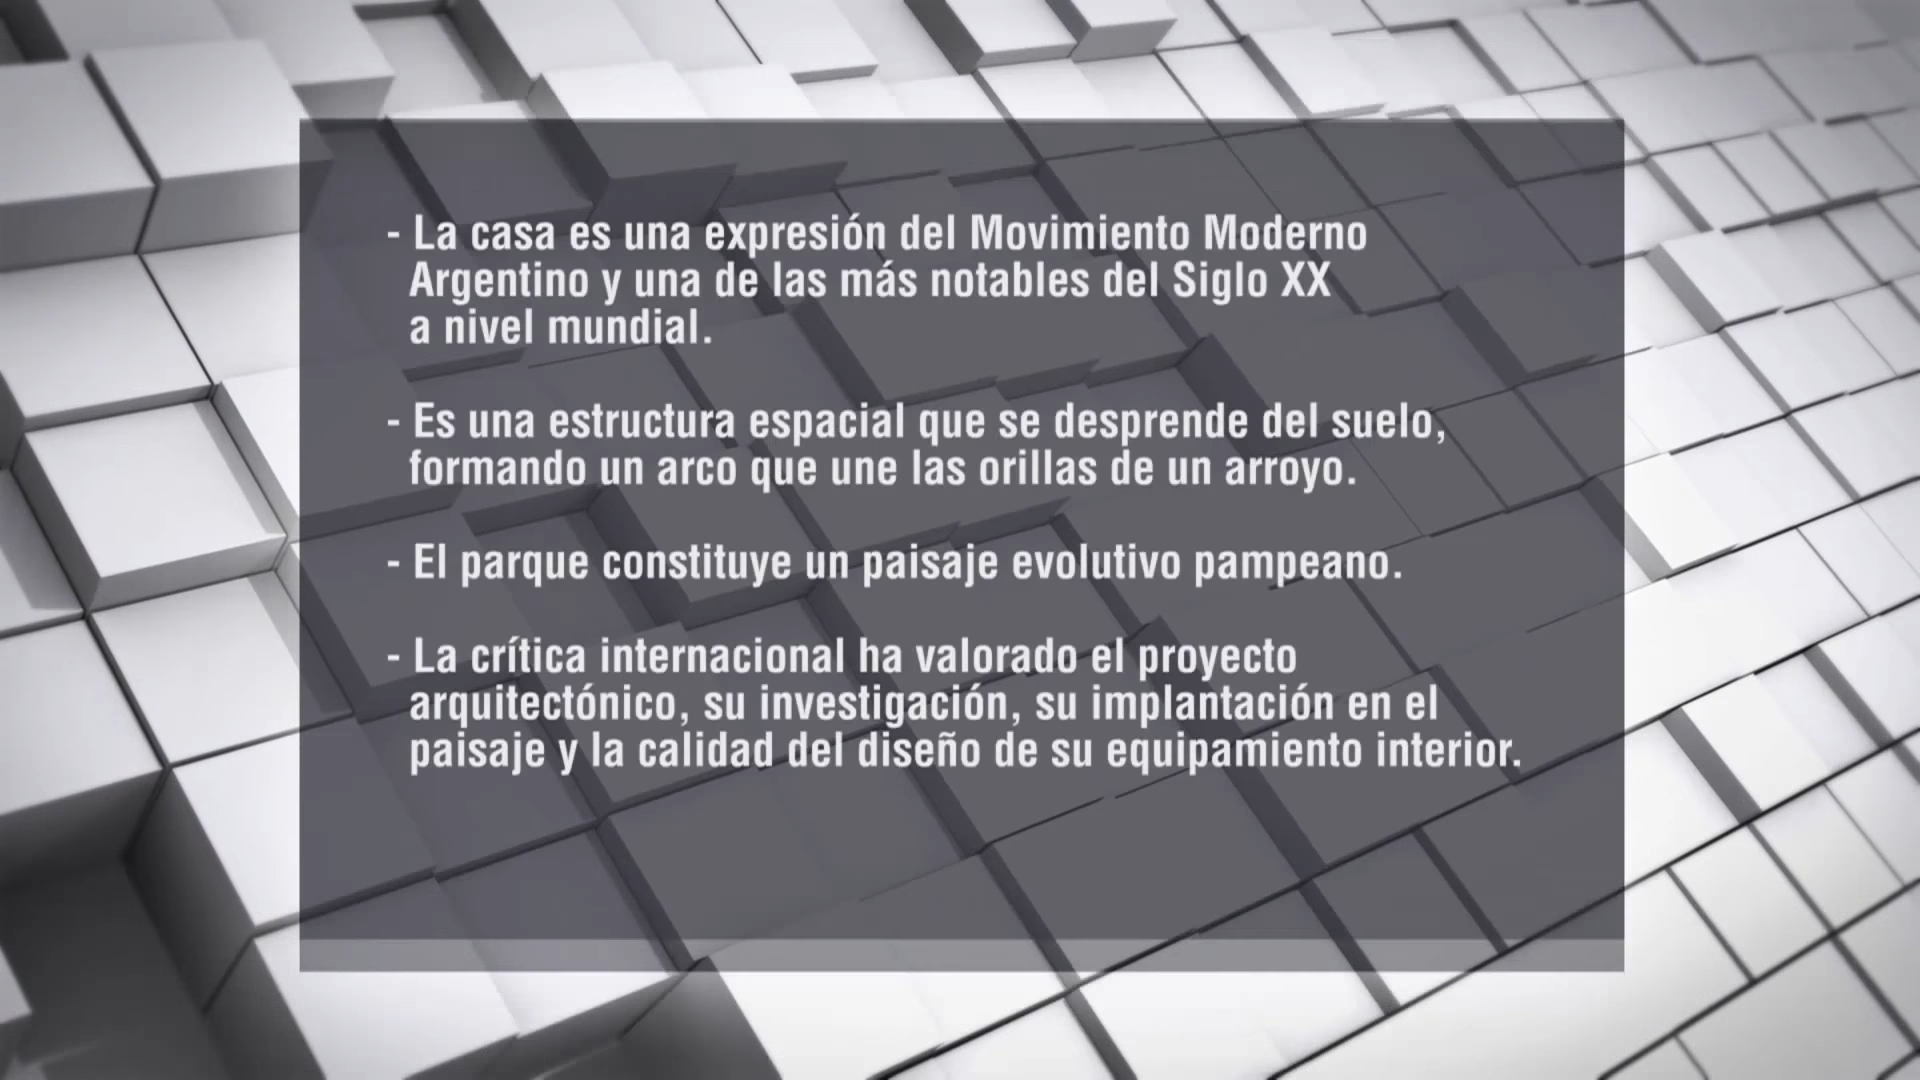 - La casa es una expresión del Movimiento Moderno
Argentino y una de las más notables del Siglo XX
a nivel mundial.
- Es una estructura espacial que se desprende del suelo,
formando un arco que une las orillas de un arroyo.
- El parque constituye un paisaje evolutivo pampeano.
- La crítica internacional ha valorado el proyecto
arquitectónico, su investigación, su implantación en el
paisaje y la calidad del diseño de su equipamiento interior.